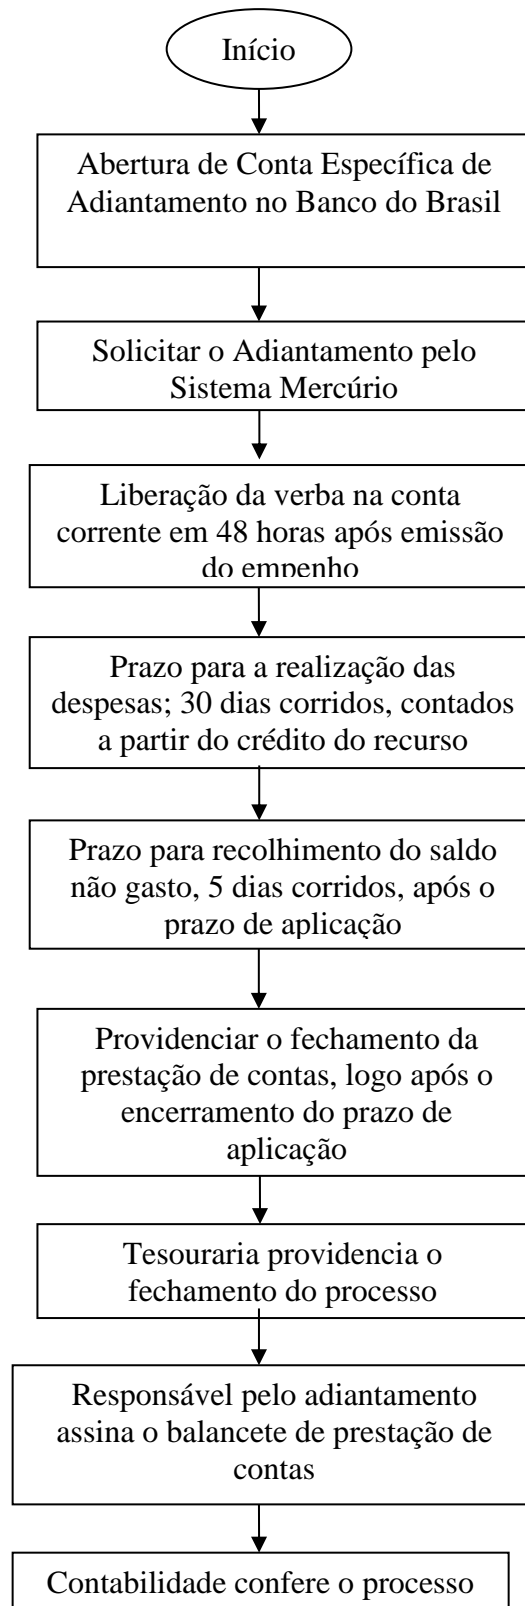 Início
Abertura de Conta Específica de
Adiantamento no Banco do Brasil
Solicitar o Adiantamento pelo
Sistema Mercúrio
Liberação da verba na conta
corrente em 48 horas após emissão
do empenho
Prazo para a realização das
despesas; 30 dias corridos, contados
a partir do crédito do recurso
Prazo para recolhimento do saldo
não gasto, 5 dias corridos, após o
prazo de aplicação
Providenciar o fechamento da
prestação de contas, logo após o
encerramento do prazo de
aplicação
Tesouraria providencia o
fechamento do processo
Responsável pelo adiantamento
assina o balancete de prestação de
contas
Contabilidade confere o processo